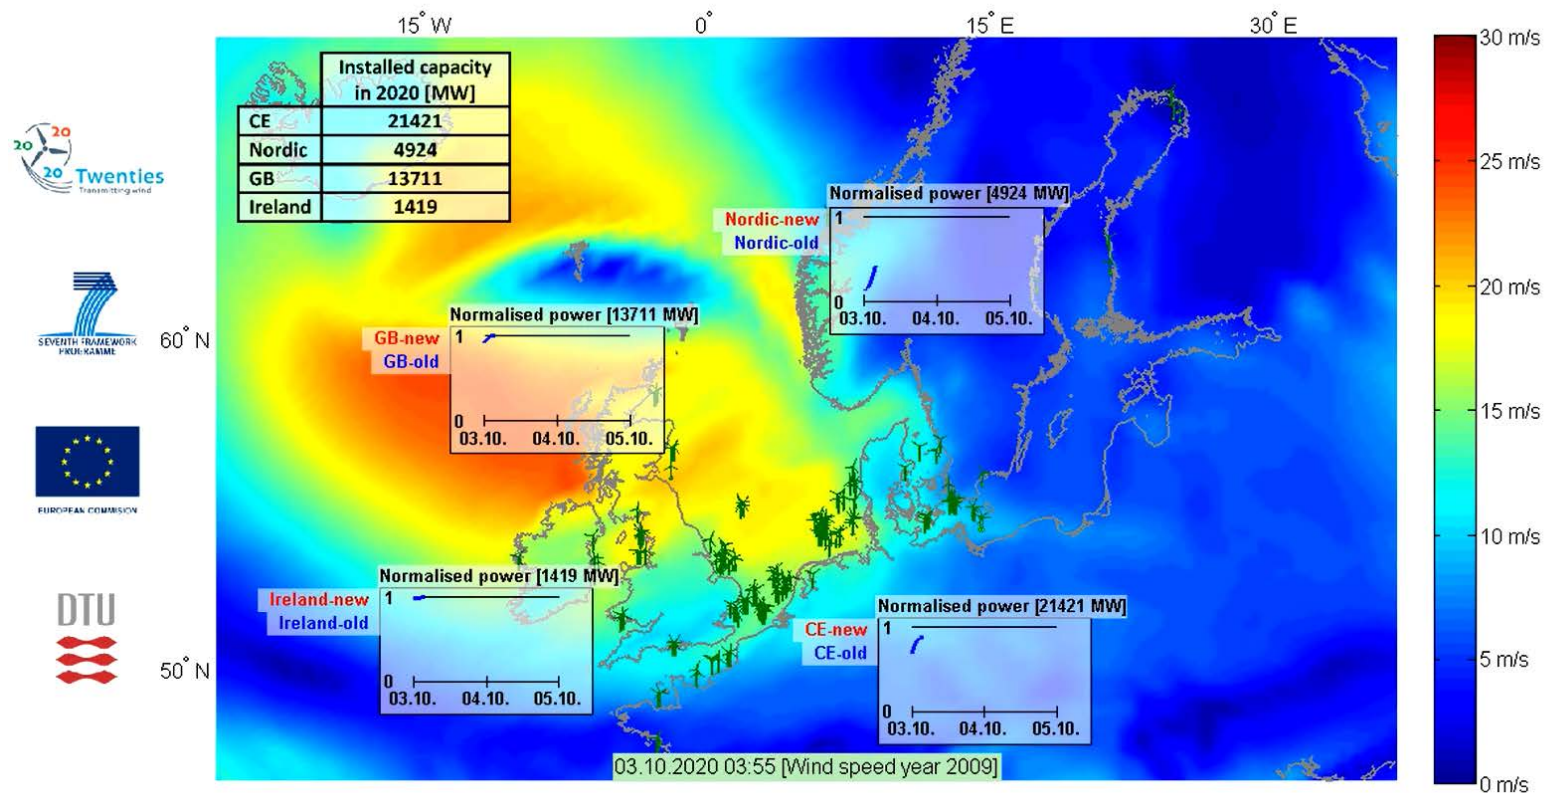 15° W
0°
15° E
30° E
30 m/s
25 m/s
20 m/s
15 m/s
10 m/s
5 m/s
0 m/s
60° N
50° N
Installed capacity
in 2020 [MW]
CE 21421
Nordic 4924
GB 13711
Ireland 1419
20
20
20 Twenties
Transmitting wind
7
SEVENTH FRAMEWORK
PROGRAMME
EUROPEAN COMMISION
DTU
Normalised power [4924 MW]
Nordic-new
Nordic-old
1
0
03.10. 04.10. 05.10.
Normalised power [13711 MW]
GB-new
GB-old
1
0
03.10. 04.10. 05.10.
Normalised power [1419 MW]
Ireland-new
Ireland-old
1
0
03.10. 04.10. 05.10.
Normalised power [21421 MW]
CE-new
CE-old
1
0
03.10. 04.10. 05.10.
03.10.2020 03:55 [Wind speed year 2009]